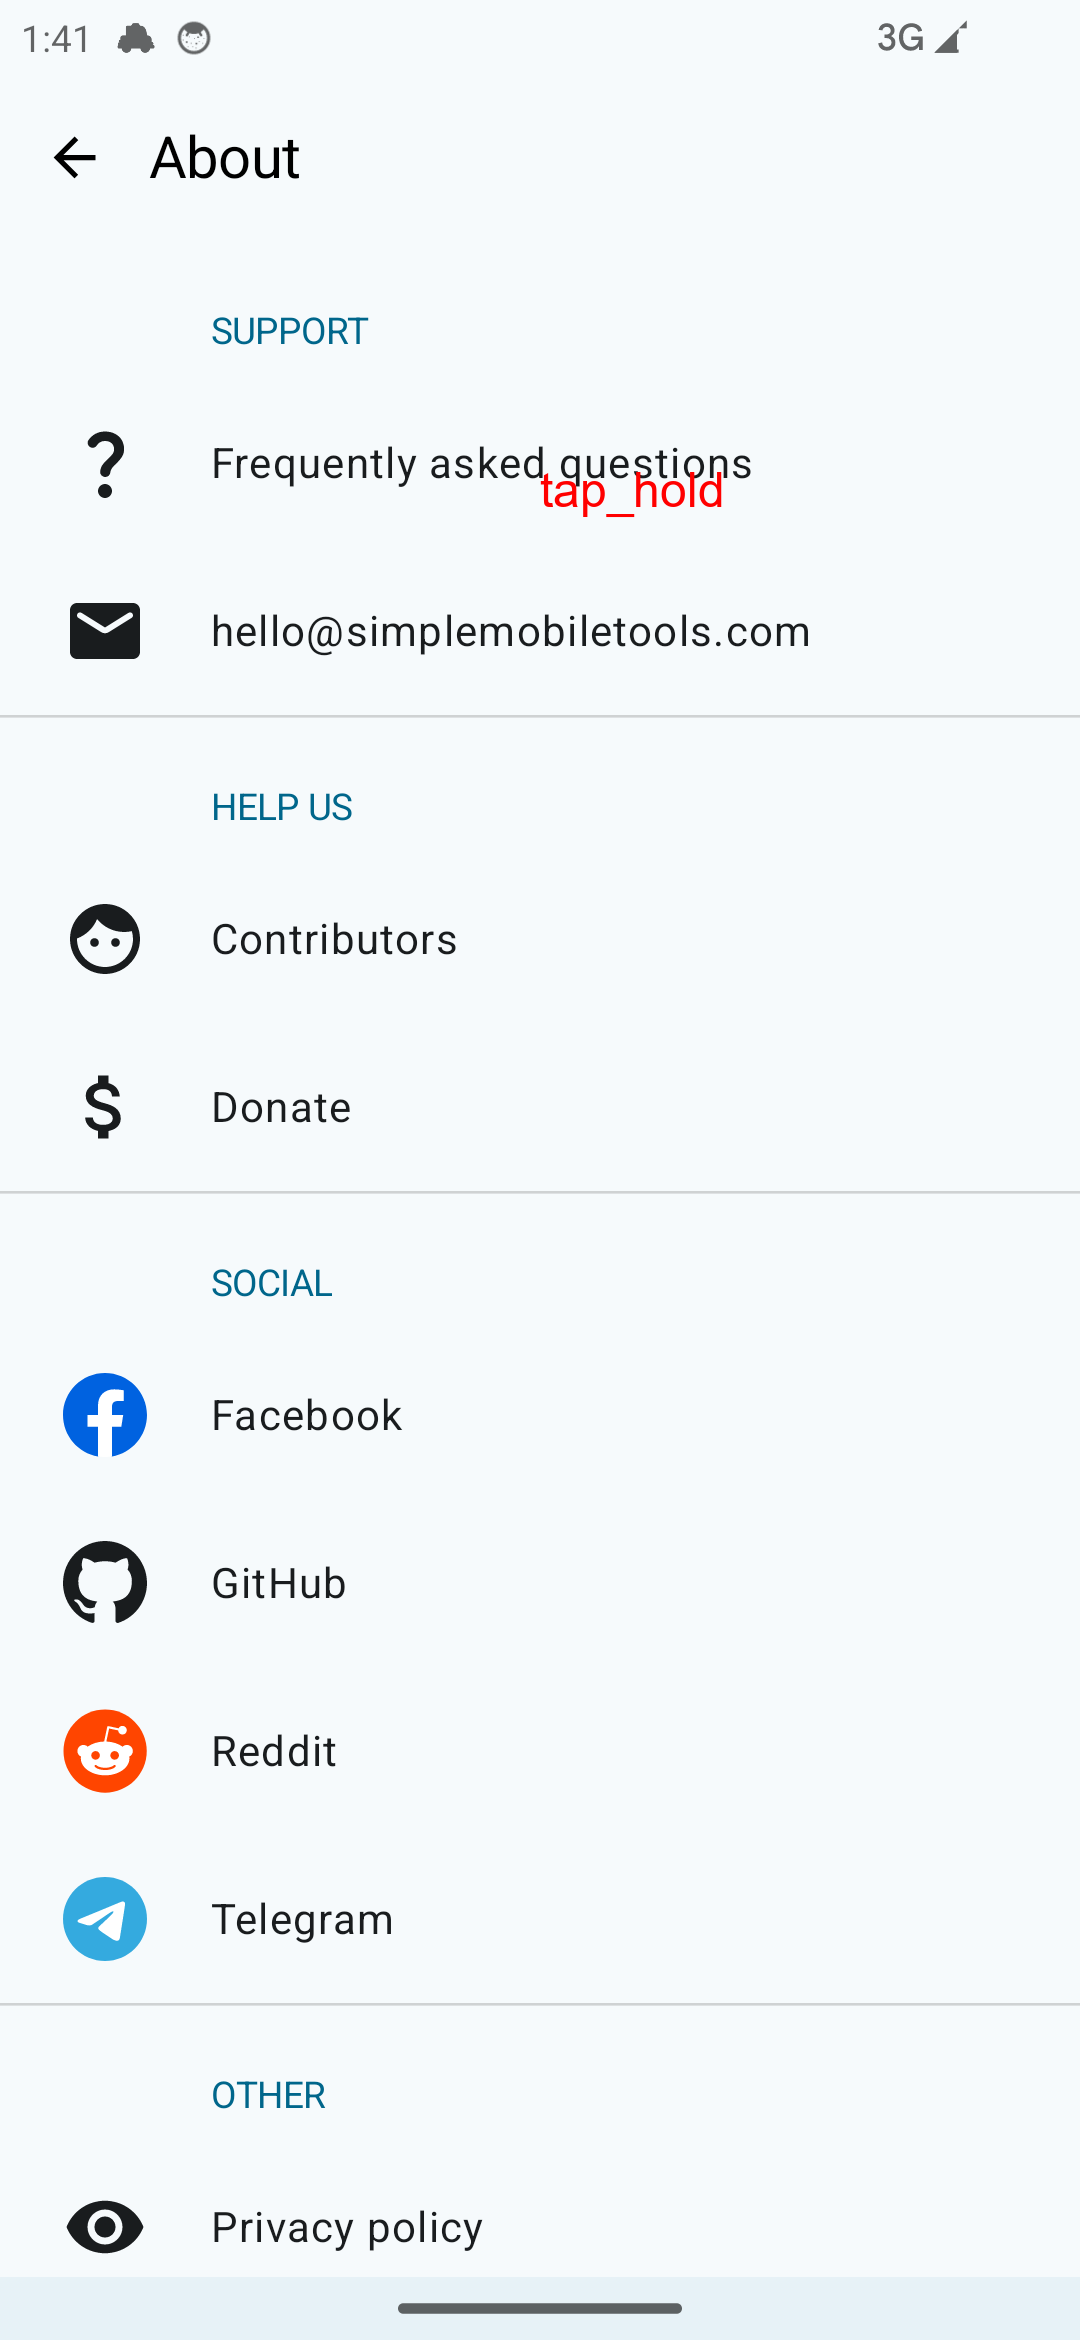 1:41
3G
About
SUPPORT
Frequently asked questions
tap_hold
hello@simplemobiletools.com
HELP US
Contributors
Donate
SOCIAL
Facebook
GitHub
Reddit
Telegram
OTHER
Privacy policy